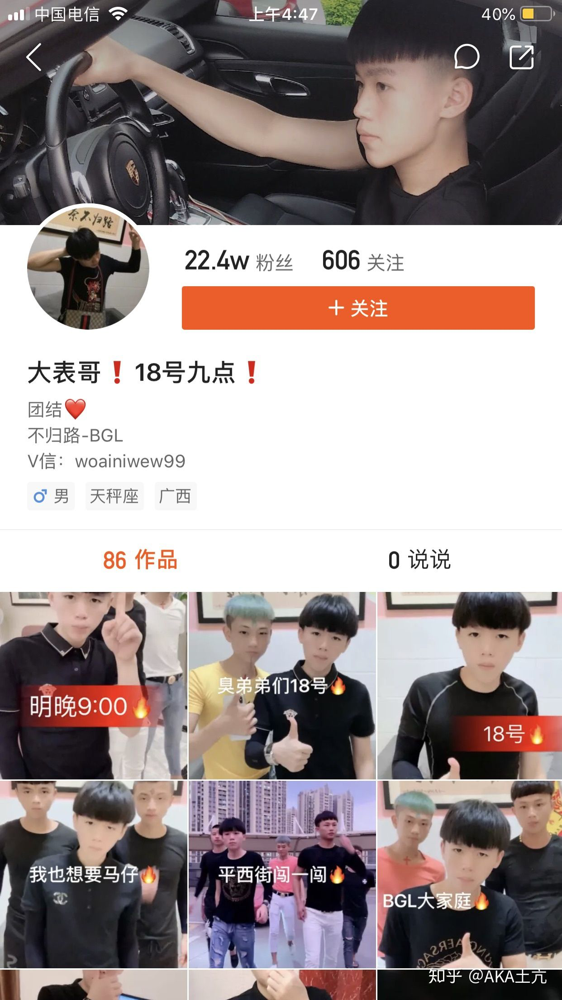 中国电信
上午4:47
40%
余不归路
22.4w 粉丝
606 关注
+ 关注
大表哥❗18号九点❗
团结❤️
不归路-BGL
V信：woainiwew99
♂ 男
天秤座
广西
86 作品
0 说说
明晚9:00🔥
臭弟弟们18号🔥
18号🔥
我也想要马仔🔥
平西街闯一闯🔥
BGL大家庭🔥
知乎 @AKA土亢